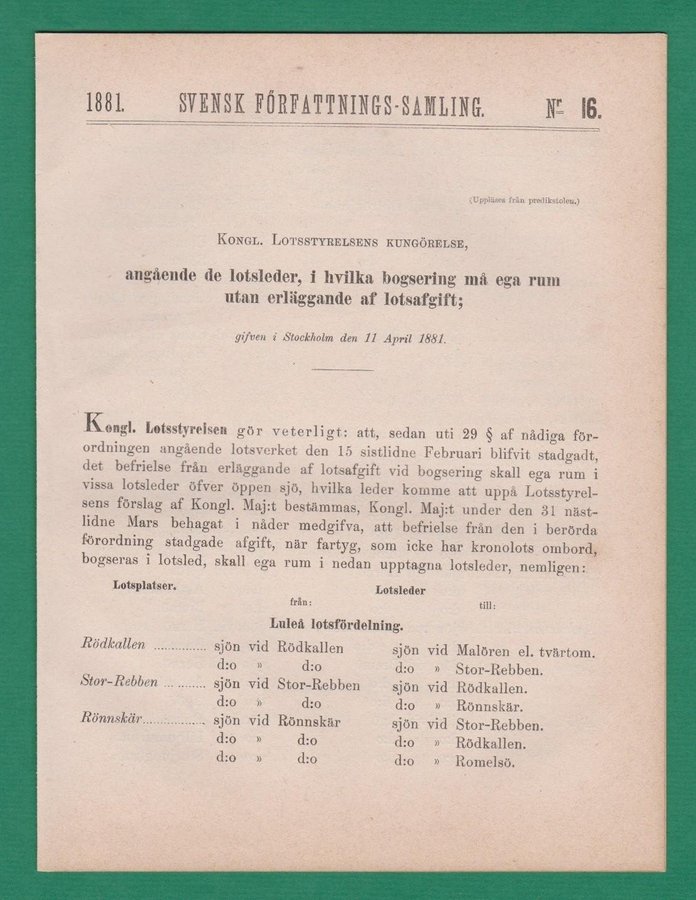 1881. SVENSK FÖRFATTNINGS-SAMLING. Nr 16.
(Uppläses från predikstolen.)
KONGL. LOTSSTYRELSENS KUNGÖRELSE,
angående de lotsleder, i hvilka bogsering må ega rum
utan erläggande af lotsafgift;
gifven i Stockholm den 11 April 1881.
Kongl. Lotsstyrelsen gör veterligt: att, sedan uti 29 § af nådiga för-
ordningen angående lotsverket den 15 sistlidne Februari blifvit stadgadt,
det befrielse från erläggande af lotsafgift vid bogsering skall ega rum i
vissa lotsleder öfver öppen sjö, hvilka leder komme att uppå Lotsstyrel-
sens förslag af Kongl. Maj:t bestämmas, Kongl. Maj:t under den 31 näst-
lidne Mars behagat i nåder medgifva, att befrielse från den i berörda
förordning stadgade afgift, när fartyg, som icke har kronolots ombord,
bogseras i lotsled, skall ega rum i nedan upptagna lotsleder, nemligen:
Lotsplatser. Lotsleder
från: till:
Luleå lotsfördelning.
Rödkallen .............. sjön vid Rödkallen sjön vid Malören el. tvärtom.
d:o » d:o d:o » Stor-Rebben.
Stor-Rebben ............ sjön vid Stor-Rebben sjön vid Rödkallen.
d:o » d:o d:o » Rönnskär.
Rönnskär................ sjön vid Rönnskär sjön vid Stor-Rebben.
d:o » d:o d:o » Rödkallen.
d:o » d:o d:o » Romelsö.